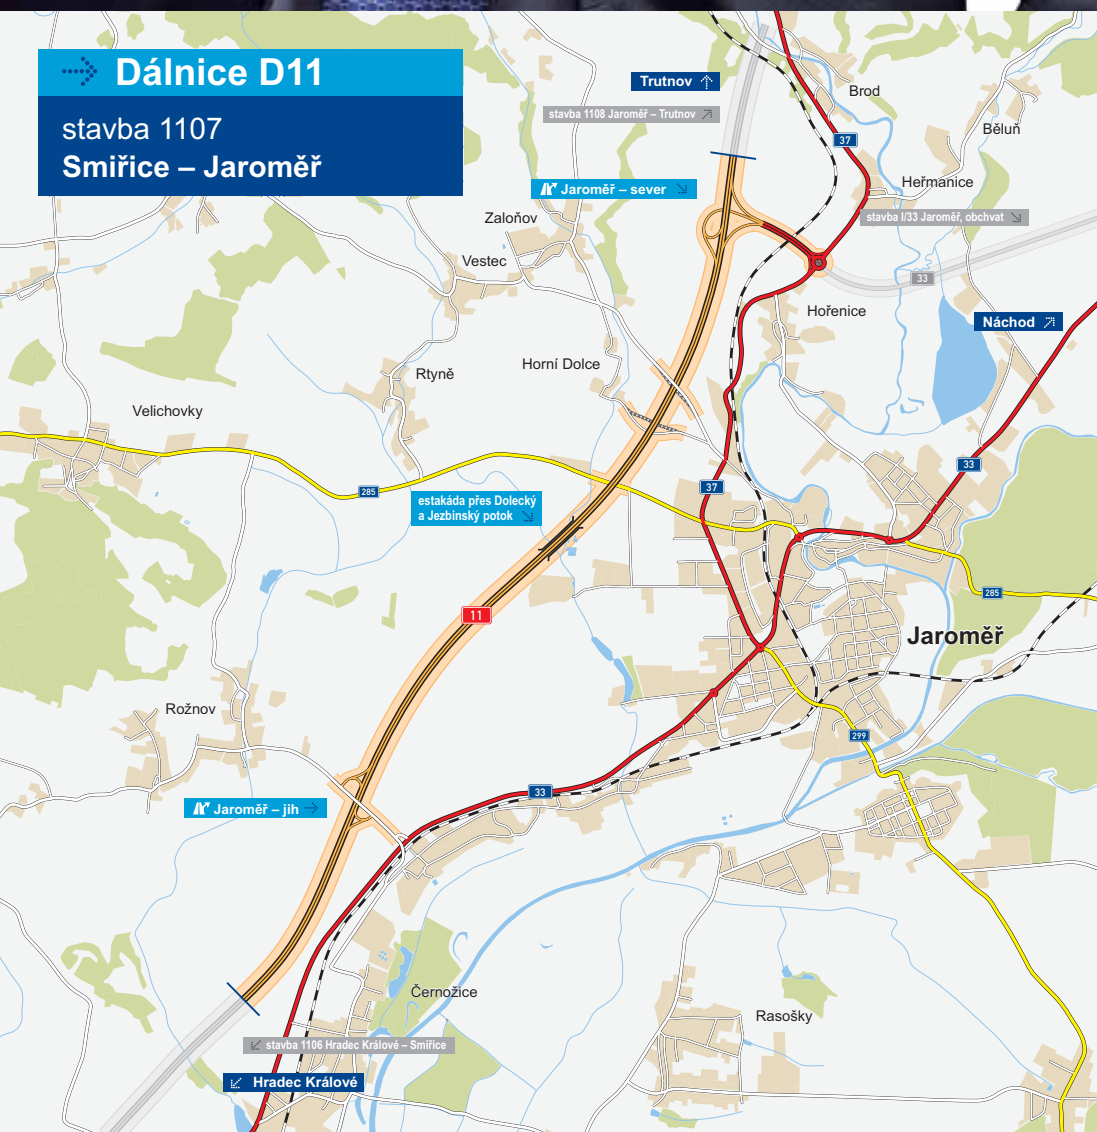 Dálnice D11
stavba 1107
Smiřice – Jaroměř
Trutnov
stavba 1108 Jaroměř – Trutnov
Brod
Běluň
37
Jaroměř – sever
Heřmanice
Zaloňov
stavba I/33 Jaroměř, obchvat
Vestec
33
Hořenice
Náchod
Horní Dolce
Rtyně
Velichovky
33
37
285
estakáda přes Dolecký
a Jezbinský potok
285
11
Jaroměř
Rožnov
299
33
Jaroměř – jih
Černožice
Rasošky
stavba 1106 Hradec Králové – Smiřice
Hradec Králové